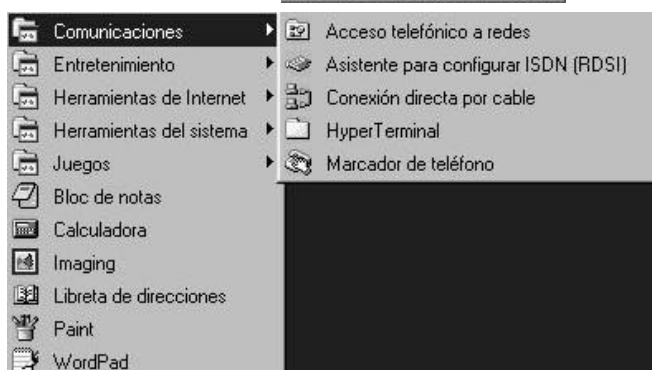 Comunicaciones
Entretenimiento
Herramientas de Internet
Herramientas del sistema
Juegos
Bloc de notas
Calculadora
Imaging
Libreta de direcciones
Paint
WordPad
Acceso telefónico a redes
Asistente para configurar ISDN (RDSI)
Conexión directa por cable
HyperTerminal
Marcador de teléfono